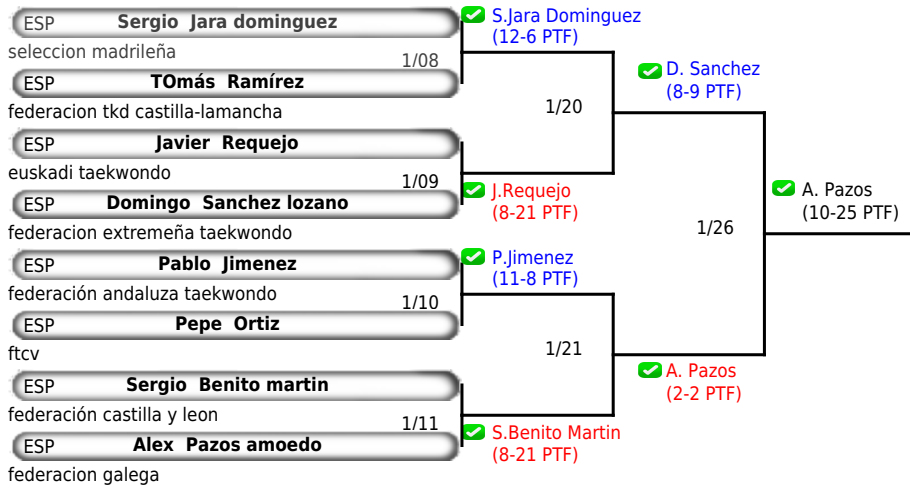 ESP Sergio Jara dominguez
seleccion madrileña
1/08
ESP TOmás Ramírez
federacion tkd castilla-lamancha
ESP Javier Requejo
euskadi taekwondo
1/09
ESP Domingo Sanchez lozano
federacion extremeña taekwondo
ESP Pablo Jimenez
federación andaluza taekwondo
1/10
ESP Pepe Ortiz
ftcv
ESP Sergio Benito martin
federación castilla y leon
1/11
ESP Alex Pazos amoedo
federacion galega
S.Jara Dominguez
(12-6 PTF)
1/20
J.Requejo
(8-21 PTF)
P.Jimenez
(11-8 PTF)
1/21
S.Benito Martin
(8-21 PTF)
D. Sanchez
(8-9 PTF)
1/26
A. Pazos
(2-2 PTF)
A. Pazos
(10-25 PTF)